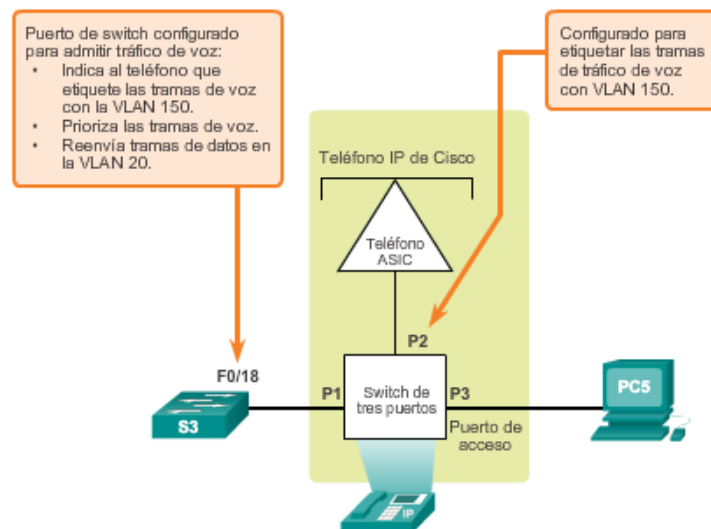 Puerto de switch configurado
para admitir tráfico de voz:
• Indica al teléfono que
etiquete las tramas de voz
con la VLAN 150.
• Prioriza las tramas de voz.
• Reenvía tramas de datos en
la VLAN 20.
Configurado para
etiquetar las tramas
de tráfico de voz
con VLAN 150.
Teléfono IP de Cisco
Teléfono
ASIC
P2
F0/18
P1
Switch de
tres puertos
P3
PC5
S3
Puerto de
acceso
IP